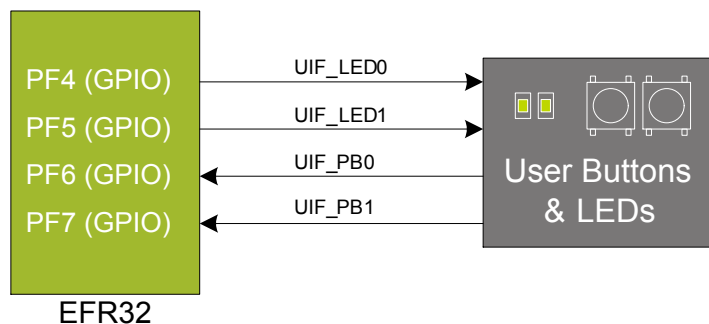 PF4 (GPIO)
UIF_LED0
PF5 (GPIO)
UIF_LED1
PF6 (GPIO)
UIF_PB0
PF7 (GPIO)
UIF_PB1
User Buttons
& LEDs
EFR32